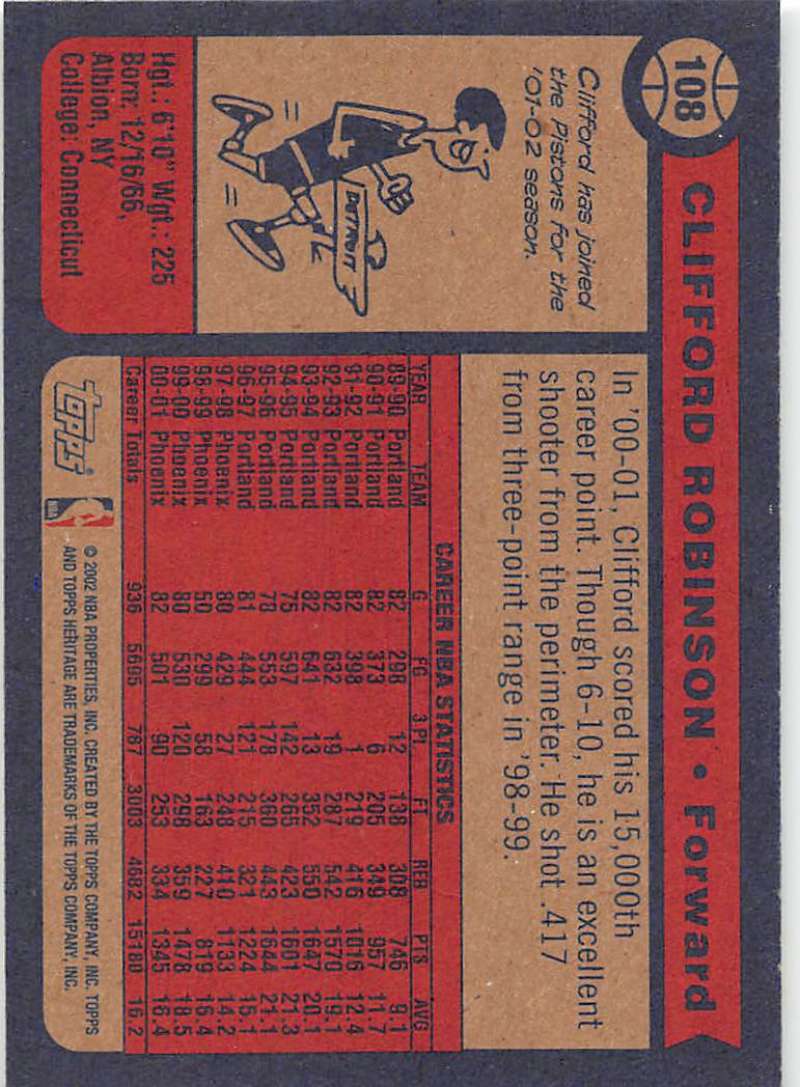 108
CLIFFORD ROBINSON • Forward
Clifford has joined
the Pistons for the
'01-02 season.
DETROIT
Hgt.: 6'10" Wgt.: 225
Born: 12/16/66,
Albion, NY
College: Connecticut
In '00-01, Clifford scored his 15,000th
career point. Though 6-10, he is an excellent
shooter from the perimeter. He shot .417
from three-point range in '98-99.
CAREER NBA STATISTICS
YEAR TEAM G FG 3.Pt. FT REB PTS AVG
89-90 Portland 82 298 12 138 308 746 9.1
90-91 Portland 82 373 6 205 349 957 11.7
91-92 Portland 82 398 1 219 416 1016 12.4
92-93 Portland 82 632 19 287 542 1570 19.1
93-94 Portland 82 641 13 352 550 1647 20.1
94-95 Portland 75 597 142 265 423 1601 21.3
95-96 Portland 78 553 178 360 443 1644 21.1
96-97 Portland 81 444 121 215 321 1224 15.1
97-98 Phoenix 80 429 27 248 410 1133 14.2
98-99 Phoenix 50 299 58 163 227 819 16.4
99-00 Phoenix 80 530 120 298 359 1478 18.5
00-01 Phoenix 82 501 90 253 334 1345 16.4
Career Totals 936 5695 787 3003 4682 15180 16.2
TOPPS®
NBA
© 2002 NBA PROPERTIES, INC. CREATED BY THE TOPPS COMPANY, INC. TOPPS
AND TOPPS HERITAGE ARE TRADEMARKS OF THE TOPPS COMPANY, INC.